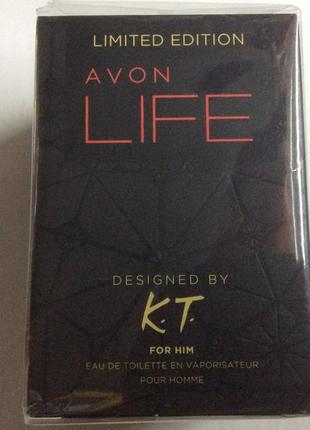 LIMITED EDITION
AVON
LIFE
DESIGNED BY
K.T.
FOR HIM
EAU DE TOILETTE EN VAPORISATEUR
POUR HOMME